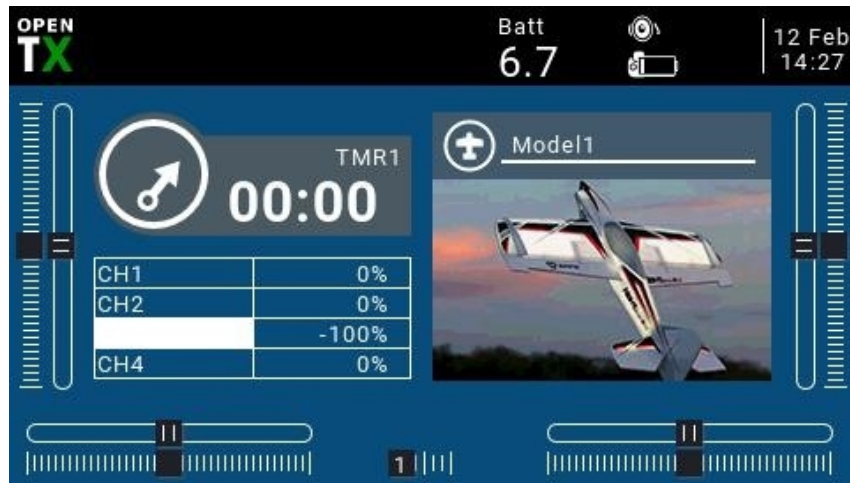 OPEN
TX
Batt
6.7
12 Feb
14:27
TMR1
00:00
Model1
CH1 0%
CH2 0%
-100%
CH4 0%
1